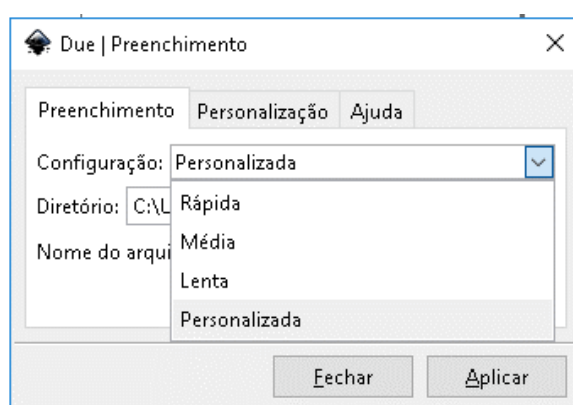 Due | Preenchimento
Preenchimento Personalização Ajuda
Configuração: Personalizada
Diretório: C:\L
Rápida
Nome do arqui
Média
Lenta
Personalizada
Fechar Aplicar